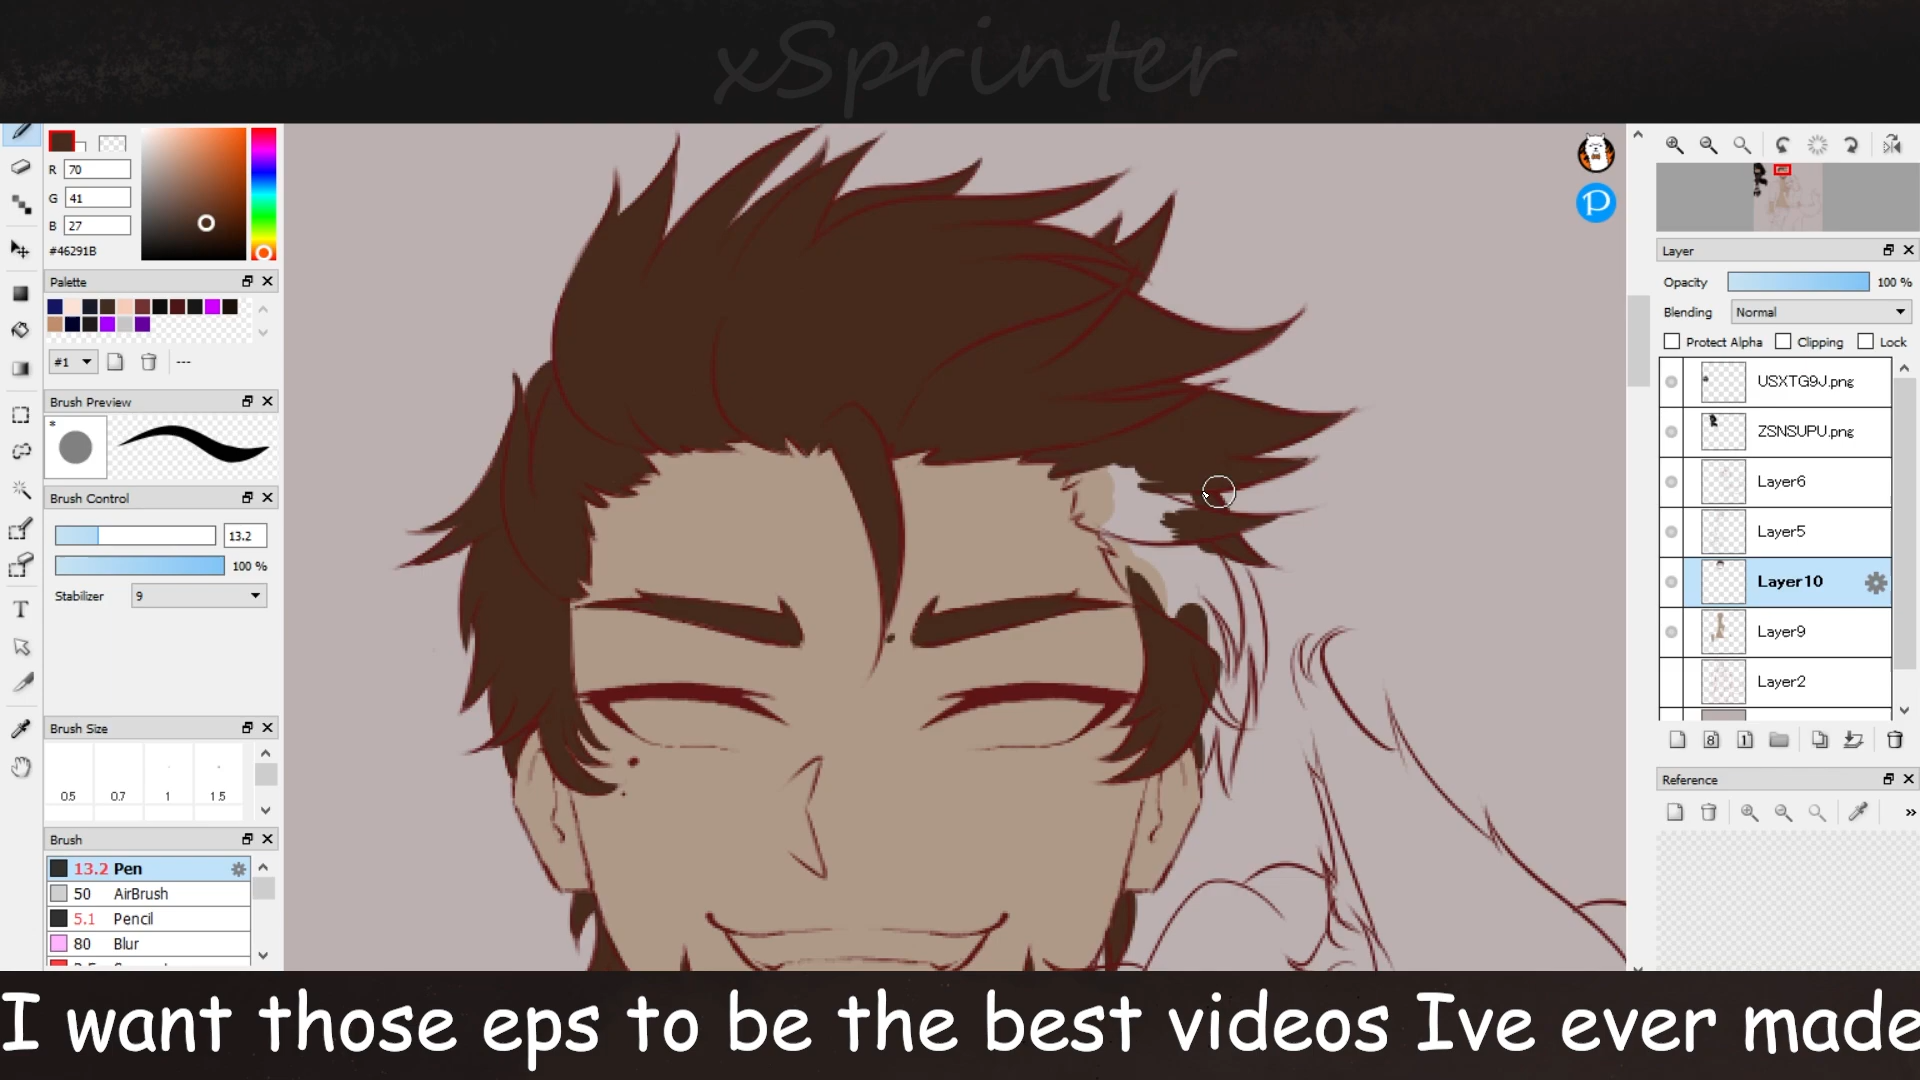 xSprinter
R 70
G 41
B 27
#46291B
Palette
#1
---
Brush Preview
*
Brush Control
13.2
100 %
Stabilizer 9
Brush Size
0.5 0.7 1 1.5
Brush
13.2 Pen
50 AirBrush
5.1 Pencil
80 Blur
P
Layer
Opacity 100 %
Blending Normal
Protect Alpha Clipping Lock
USXTG9J.png
ZSNSUPU.png
Layer6
Layer5
Layer10
Layer9
Layer2
8 1
Reference
»
I want those eps to be the best videos Ive ever made